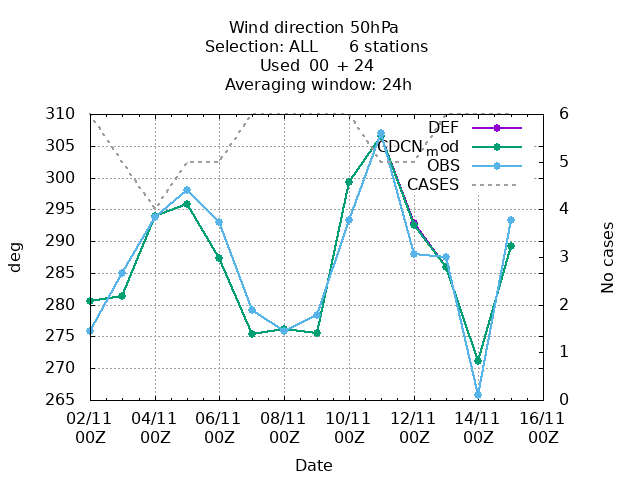 Wind direction 50hPa
Selection: ALL 6 stations
Used 00 + 24
Averaging window: 24h
310 6
DEF
305
CDCN_mod
OBS
300 5
CASES
295 4
290
285 3
280 2
275
270 1
265 0
deg
No cases
02/11 04/11 06/11 08/11 10/11 12/11 14/11 16/11
00Z 00Z 00Z 00Z 00Z 00Z 00Z 00Z
Date